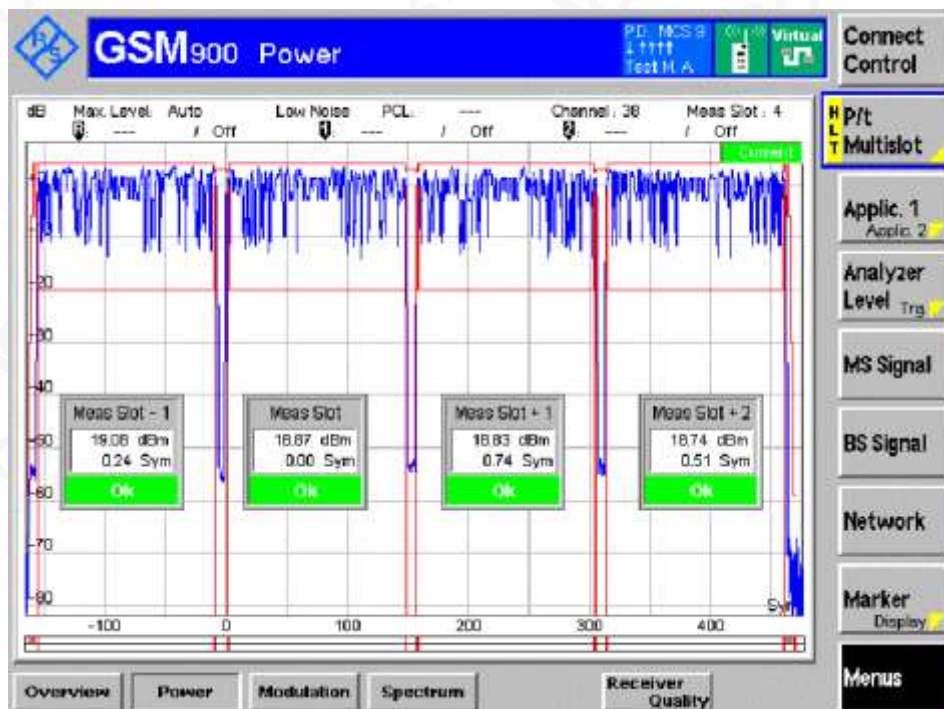 R S
GSM900 Power
PD: MCS 9
Test M. A.
Virtual
Connect
Control
dB Max. Level: Auto Low Noise PCL: --- Channel: 38 Meas Slot: 4
R: --- / Off 1 --- / Off 2 --- / Off
Current
H L T
P/t
Multislot
Applic. 1
Applic. 2
Analyzer
Level Trg.
MS Signal
BS Signal
Network
Marker
Display
Menus
-20
-30
-40
-50
-60
-70
-80
Meas Slot - 1
19.08 dBm
0.24 Sym
Ok
Meas Slot
18.87 dBm
0.00 Sym
Ok
Meas Slot + 1
18.83 dBm
0.74 Sym
Ok
Meas Slot + 2
18.74 dBm
0.51 Sym
Ok
-100 0 100 200 300 400
Overview Power Modulation Spectrum Receiver
Quality